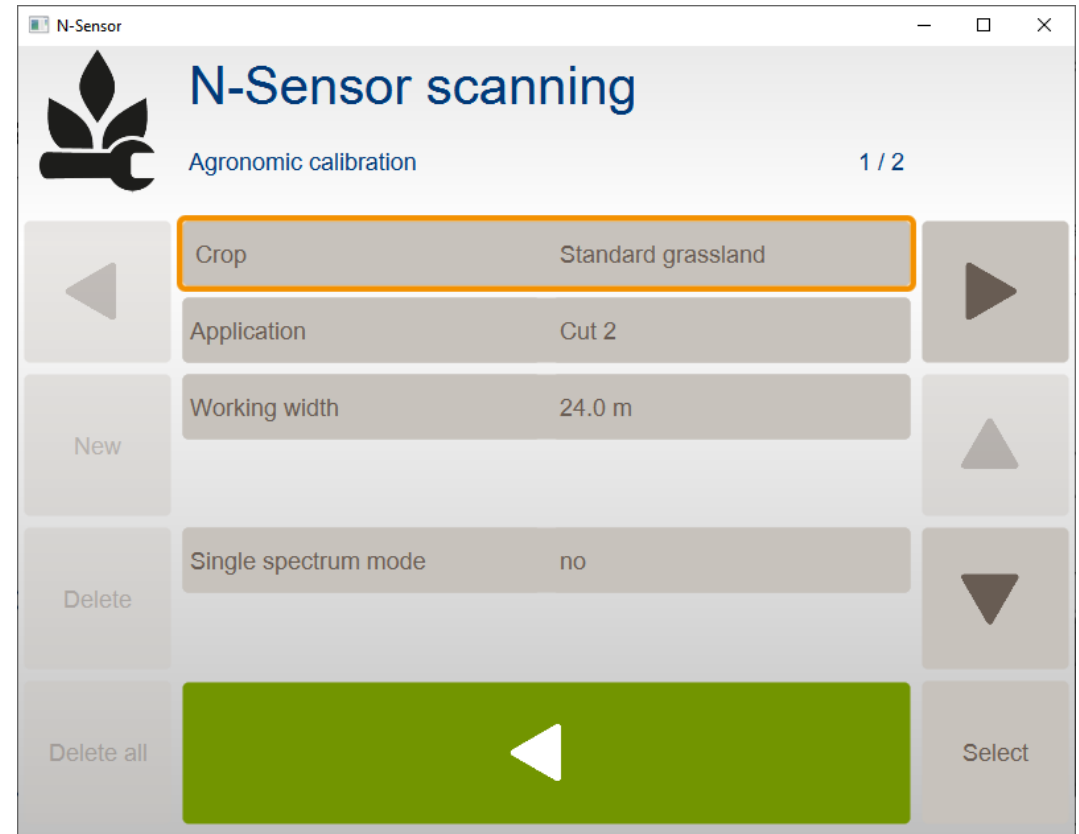 N-Sensor
N-Sensor scanning
Agronomic calibration 1 / 2
Crop Standard grassland
Application Cut 2
Working width 24.0 m
New
Single spectrum mode no
Delete
Delete all
Select